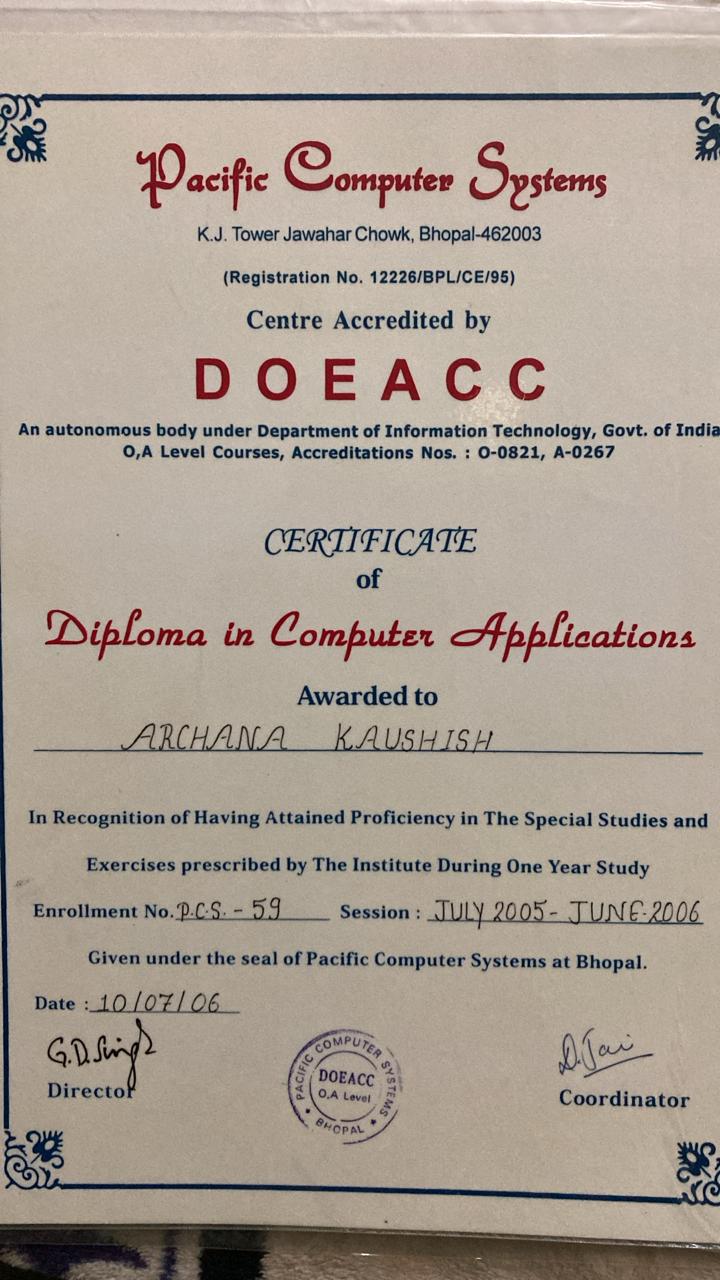 Pacific Computer Systems
K.J. Tower Jawahar Chowk, Bhopal-462003
(Registration No. 12226/BPL/CE/95)
Centre Accredited by
DOEACC
An autonomous body under Department of Information Technology, Govt. of India
O,A Level Courses, Accreditations Nos. : O-0821, A-0267
CERTIFICATE
of
Diploma in Computer Applications
Awarded to
ARCHANA KAUSHISH
In Recognition of Having Attained Proficiency in The Special Studies and
Exercises prescribed by The Institute During One Year Study
Enrollment No. P.C.S. - 59 Session : JULY 2005 - JUNE-2006
Given under the seal of Pacific Computer Systems at Bhopal.
Date : 10/07/06
G.D.Singh D.Jai
Director Coordinator
PACIFIC COMPUTER SYSTEMS
DOEACC
O,A Level
BHOPAL